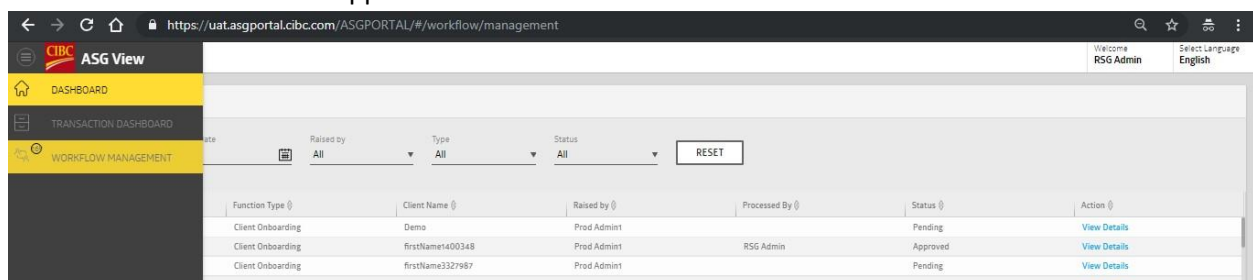 https://uat.asgportal.cibc.com/ASGPORTAL/#/workflow/management
CIBC ASG View
Welcome
RSG Admin
Select Language
English
DASHBOARD
TRANSACTION DASHBOARD
WORKFLOW MANAGEMENT
ate
Raised by
Type
Status
All
All
All
RESET
Function Type Client Name Raised by Processed By Status Action
Client Onboarding Demo Prod Admin1 Pending View Details
Client Onboarding firstName1400348 Prod Admin1 RSG Admin Approved View Details
Client Onboarding firstName3327987 Prod Admin1 Pending View Details